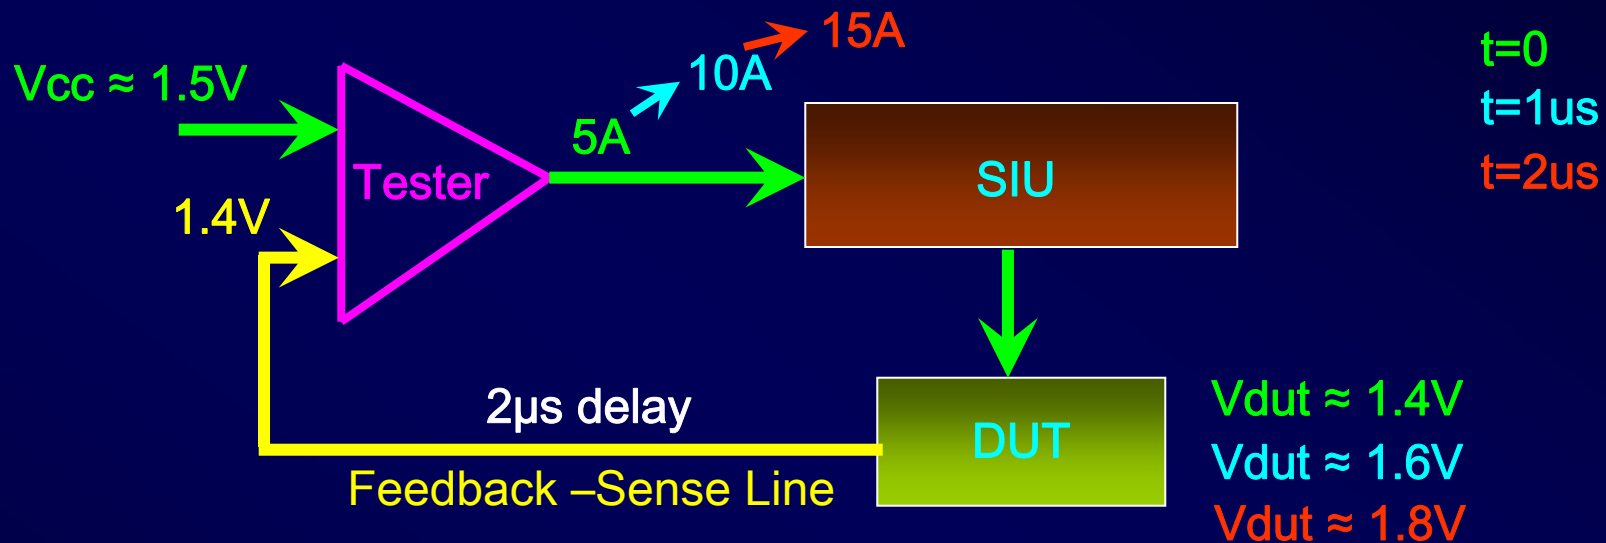 15A
t=0
Vcc ≈ 1.5V
10A
t=1us
5A
Tester
SIU
t=2us
1.4V
2µs delay
Vdut ≈ 1.4V
DUT
Vdut ≈ 1.6V
Feedback –Sense Line
Vdut ≈ 1.8V